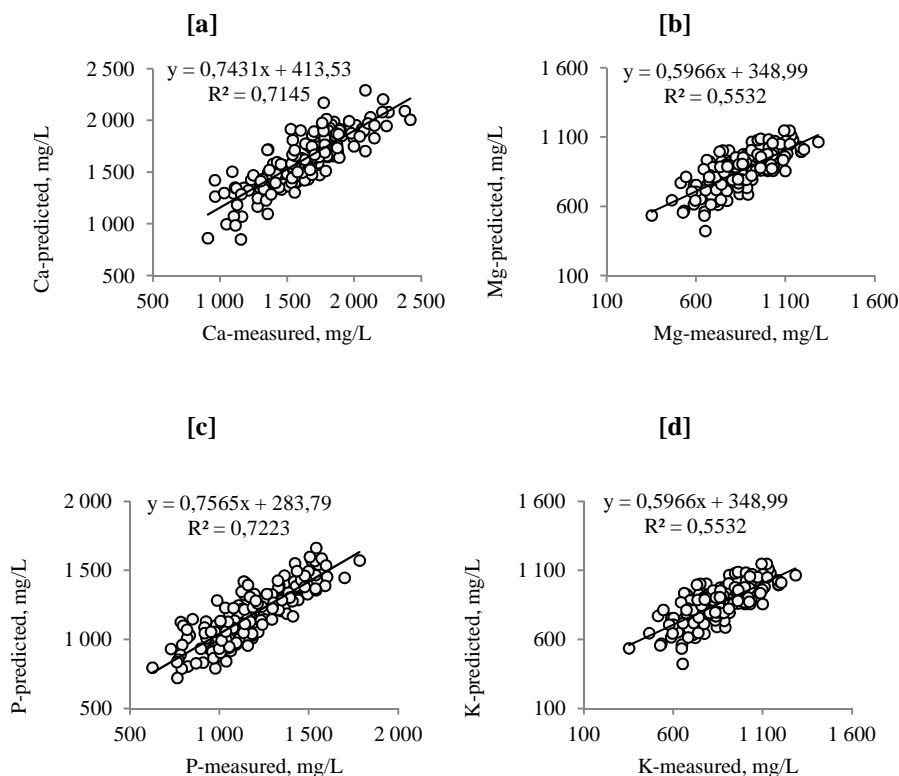 [a]
y = 0,7431x + 413,53
R² = 0,7145
2 500
2 000
1 500
1 000
500
500
1 000
1 500
2 000
2 500
Ca-predicted, mg/L
Ca-measured, mg/L
[b]
y = 0,5966x + 348,99
R² = 0,5532
1 600
1 100
600
100
100
600
1 100
1 600
Mg-predicted, mg/L
Mg-measured, mg/L
[c]
y = 0,7565x + 283,79
R² = 0,7223
2 000
1 500
1 000
500
500
1 000
1 500
2 000
P-predicted, mg/L
P-measured, mg/L
[d]
y = 0,5966x + 348,99
R² = 0,5532
1 600
1 100
600
100
100
600
1 100
1 600
K-predicted, mg/L
K-measured, mg/L